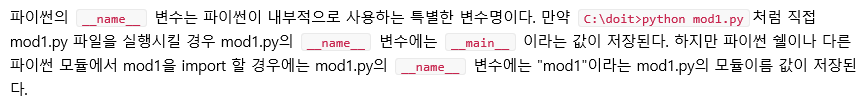 파이썬의 __name__ 변수는 파이썬이 내부적으로 사용하는 특별한 변수명이다. 만약 C:\doit>python mod1.py 처럼 직접
mod1.py 파일을 실행시킬 경우 mod1.py의 __name__ 변수에는 __main__ 이라는 값이 저장된다. 하지만 파이썬 쉘이나 다른
파이썬 모듈에서 mod1을 import 할 경우에는 mod1.py의 __name__ 변수에는 "mod1"이라는 mod1.py의 모듈이름 값이 저장된
다.